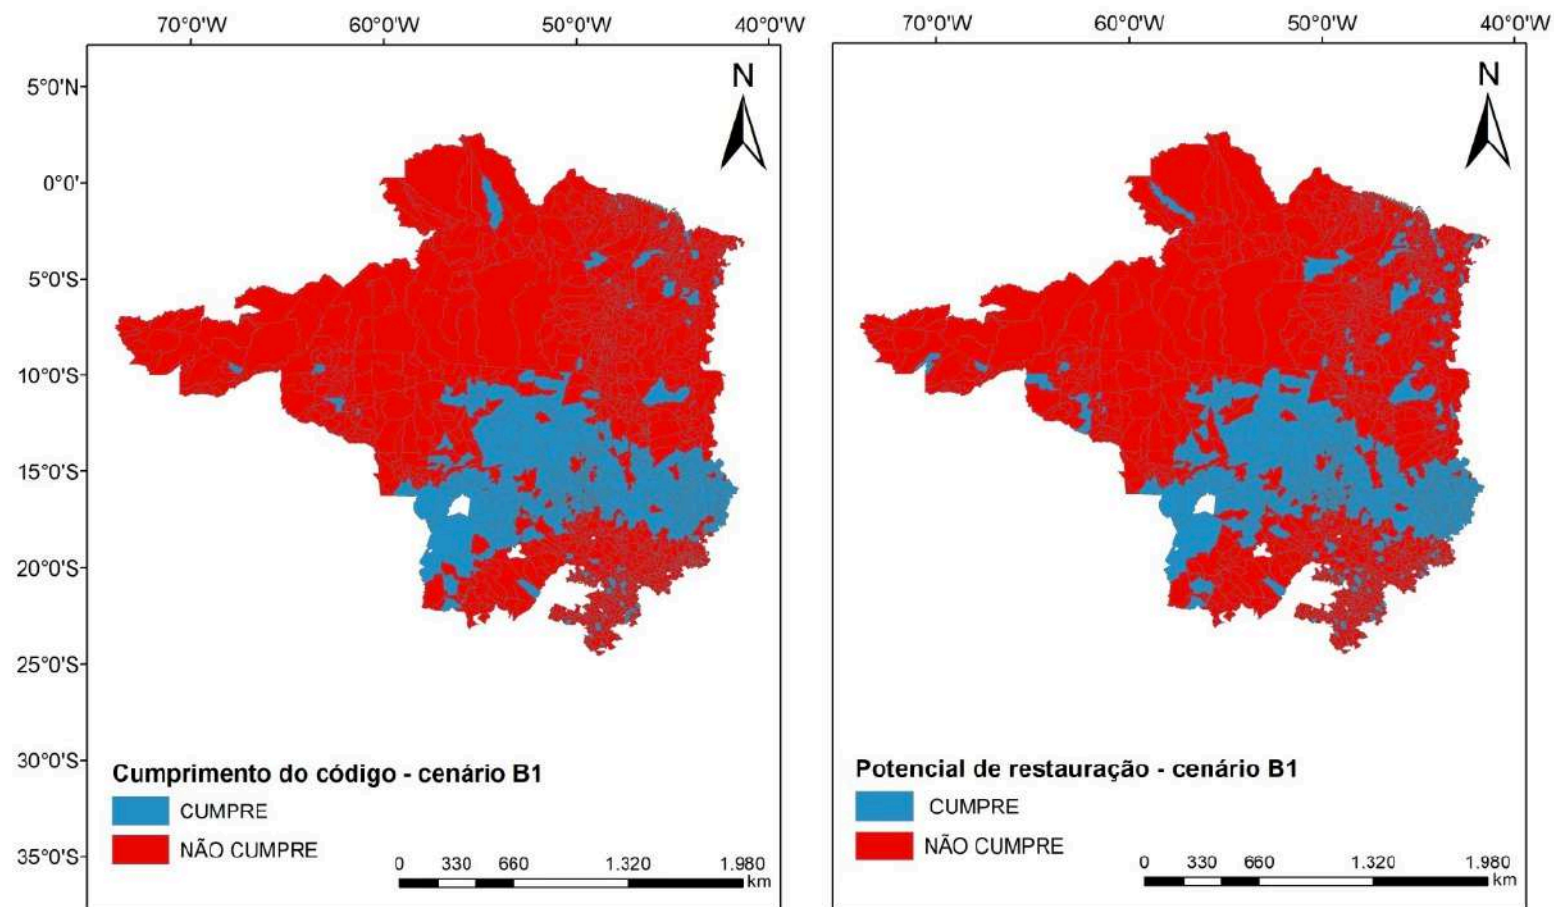 70°0'W 60°0'W 50°0'W 40°0'W
N
5°0'N
0°0'
5°0'S
10°0'S
15°0'S
20°0'S
25°0'S
30°0'S
35°0'S
Cumprimento do código - cenário B1
CUMPRE
NÃO CUMPRE
0 330 660 1.320 1.980
km
70°0'W 60°0'W 50°0'W 40°0'W
N
Potencial de restauração - cenário B1
CUMPRE
NÃO CUMPRE
0 330 660 1.320 1.980
km